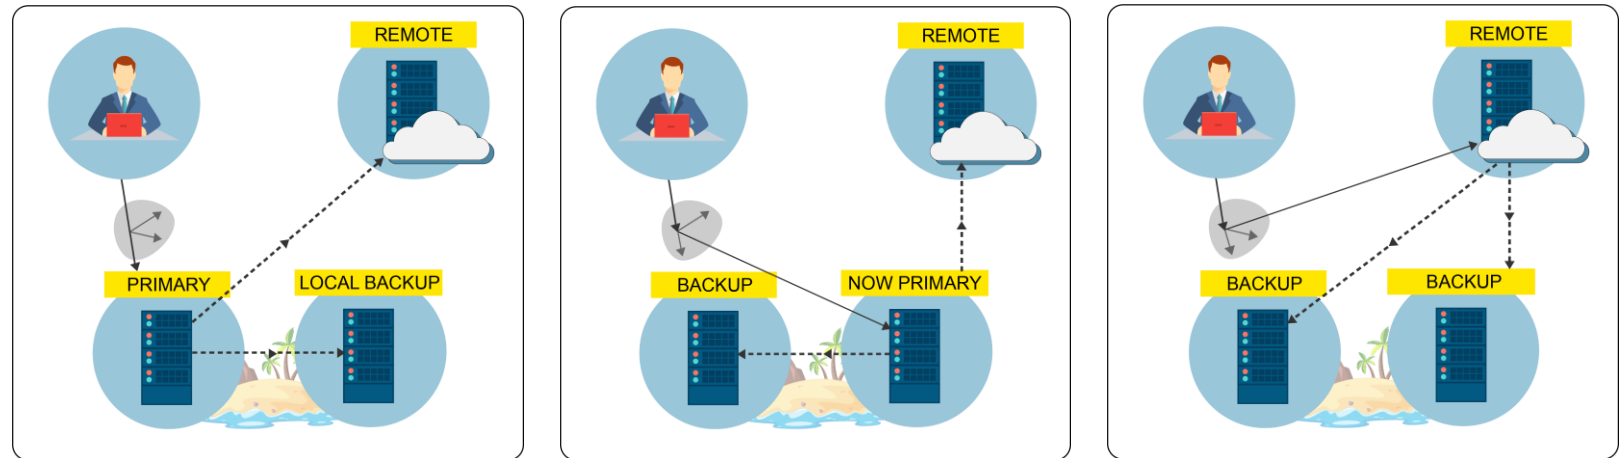 REMOTE
PRIMARY
LOCAL BACKUP
REMOTE
BACKUP
NOW PRIMARY
REMOTE
BACKUP
BACKUP